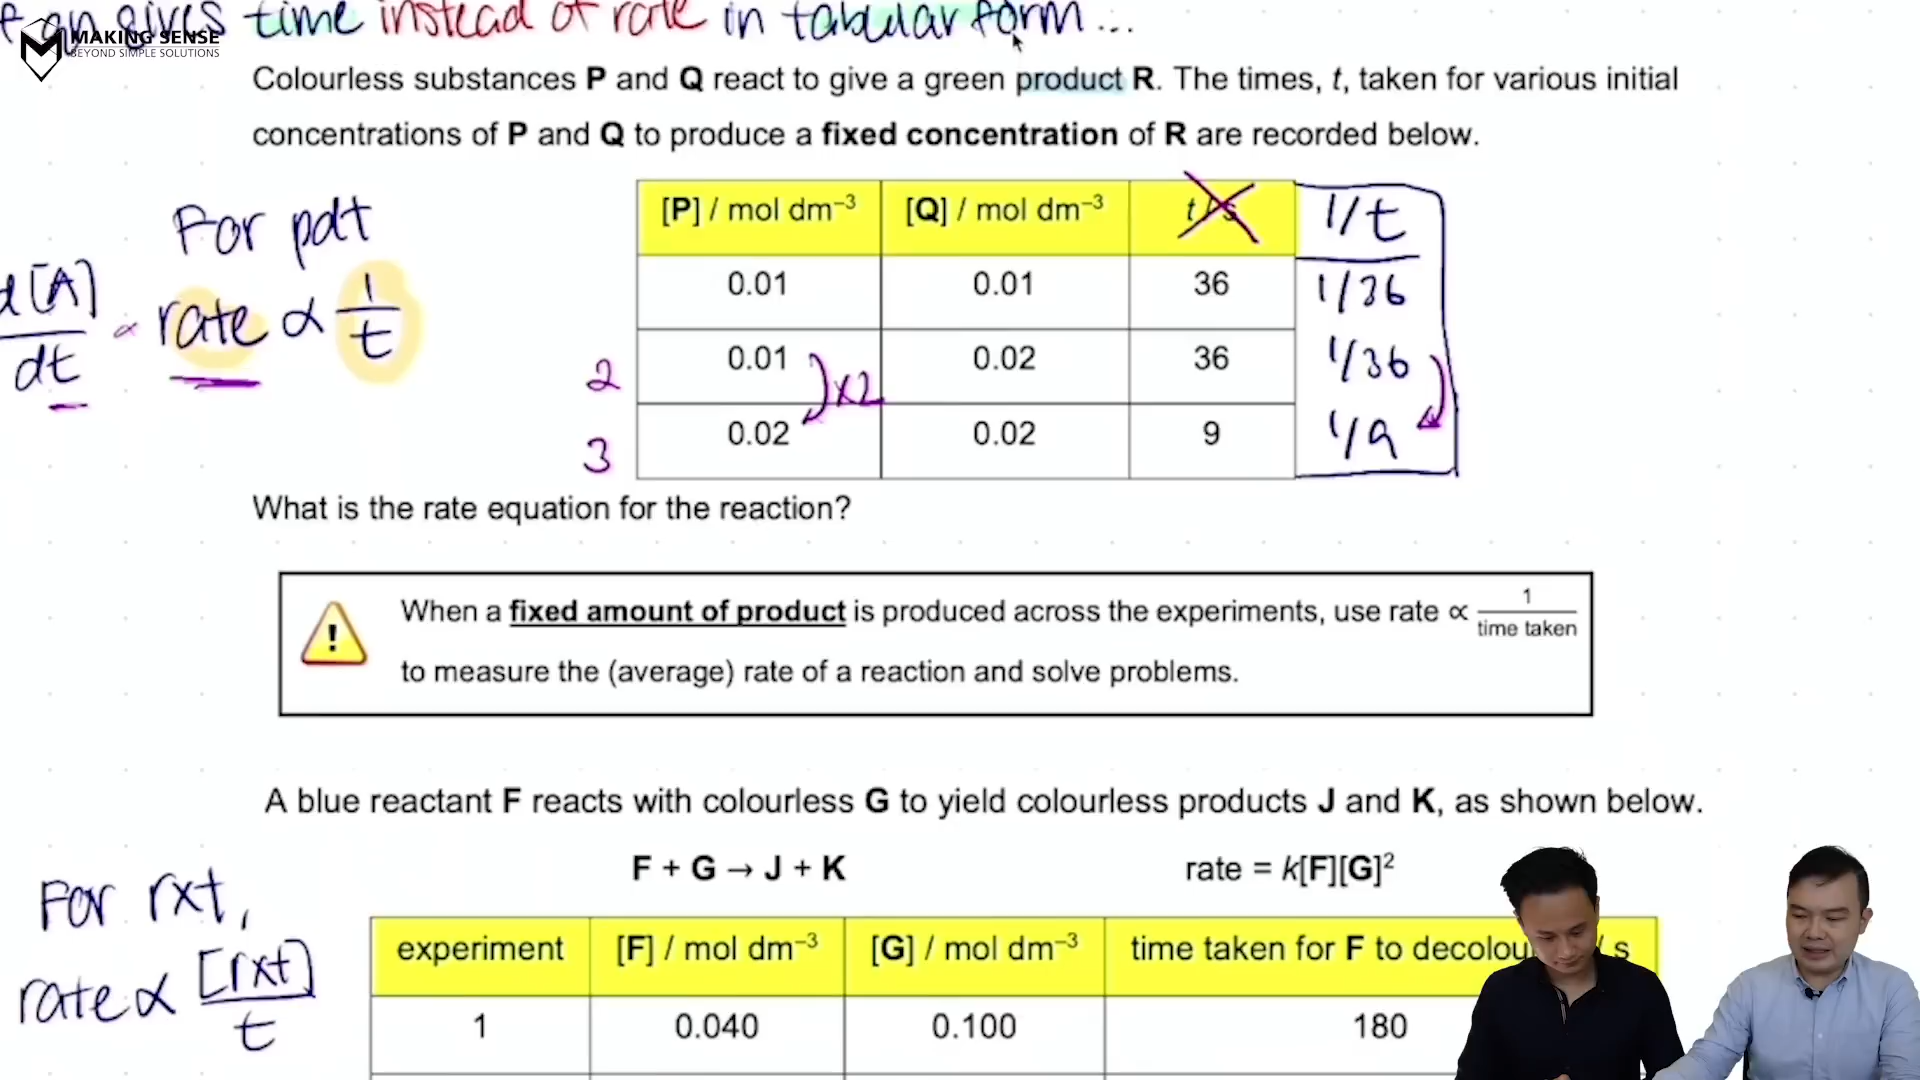 gives time instead of rate in tabular form...
MAKING SENSE
BEYOND SIMPLE SOLUTIONS
Colourless substances P and Q react to give a green product R. The times, t, taken for various initial
concentrations of P and Q to produce a fixed concentration of R are recorded below.
For pdt
d[A]/dt ∝ rate ∝ 1/t
[P] / mol dm⁻³ [Q] / mol dm⁻³ t / s 1/t
0.01 0.01 36 1/36
2 0.01 0.02 36 1/36
x2
3 0.02 0.02 9 1/9
What is the rate equation for the reaction?
When a fixed amount of product is produced across the experiments, use rate ∝ 1/time taken
to measure the (average) rate of a reaction and solve problems.
A blue reactant F reacts with colourless G to yield colourless products J and K, as shown below.
F + G → J + K rate = k[F][G]²
For rxt,
rate ∝ [rxt]/t
experiment [F] / mol dm⁻³ [G] / mol dm⁻³ time taken for F to decolou / s
1 0.040 0.100 180